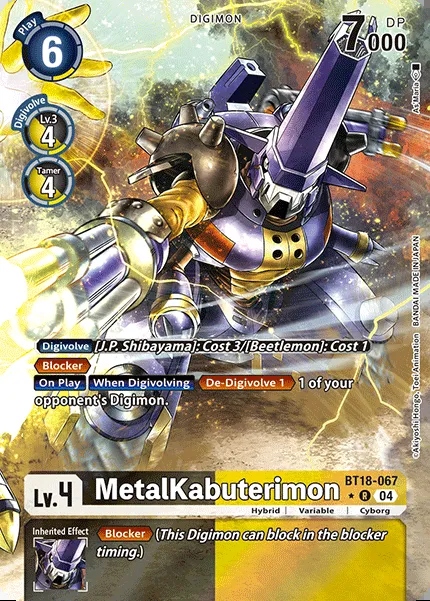 DIGIMON
Play
6
7000
DP
Digivolve
Lv.3
4
Tamer
4
As'Maria
©Akiyoshi Hongo, Toei Animation BANDAI MADE IN JAPAN
Digivolve [J.P. Shibayama]: Cost 3/[Beetlemon]: Cost 1
Blocker
On Play When Digivolving De-Digivolve 1 1 of your
opponent's Digimon.
BT18-067
Lv.4 MetalKabuterimon
R 04
Hybrid | Variable | Cyborg
Inherited Effect
Blocker (This Digimon can block in the blocker
timing.)